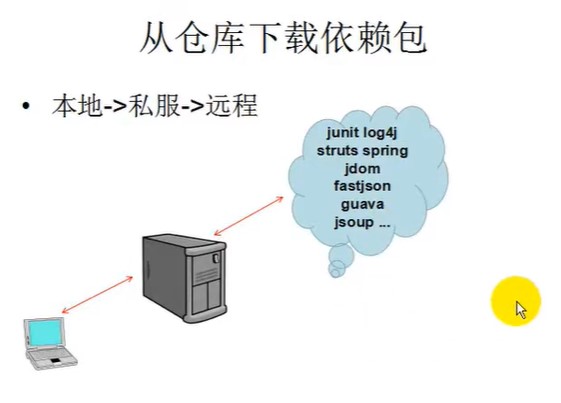 从仓库下载依赖包
• 本地->私服->远程
junit log4j
struts spring
jdom
fastjson
guava
jsoup ...